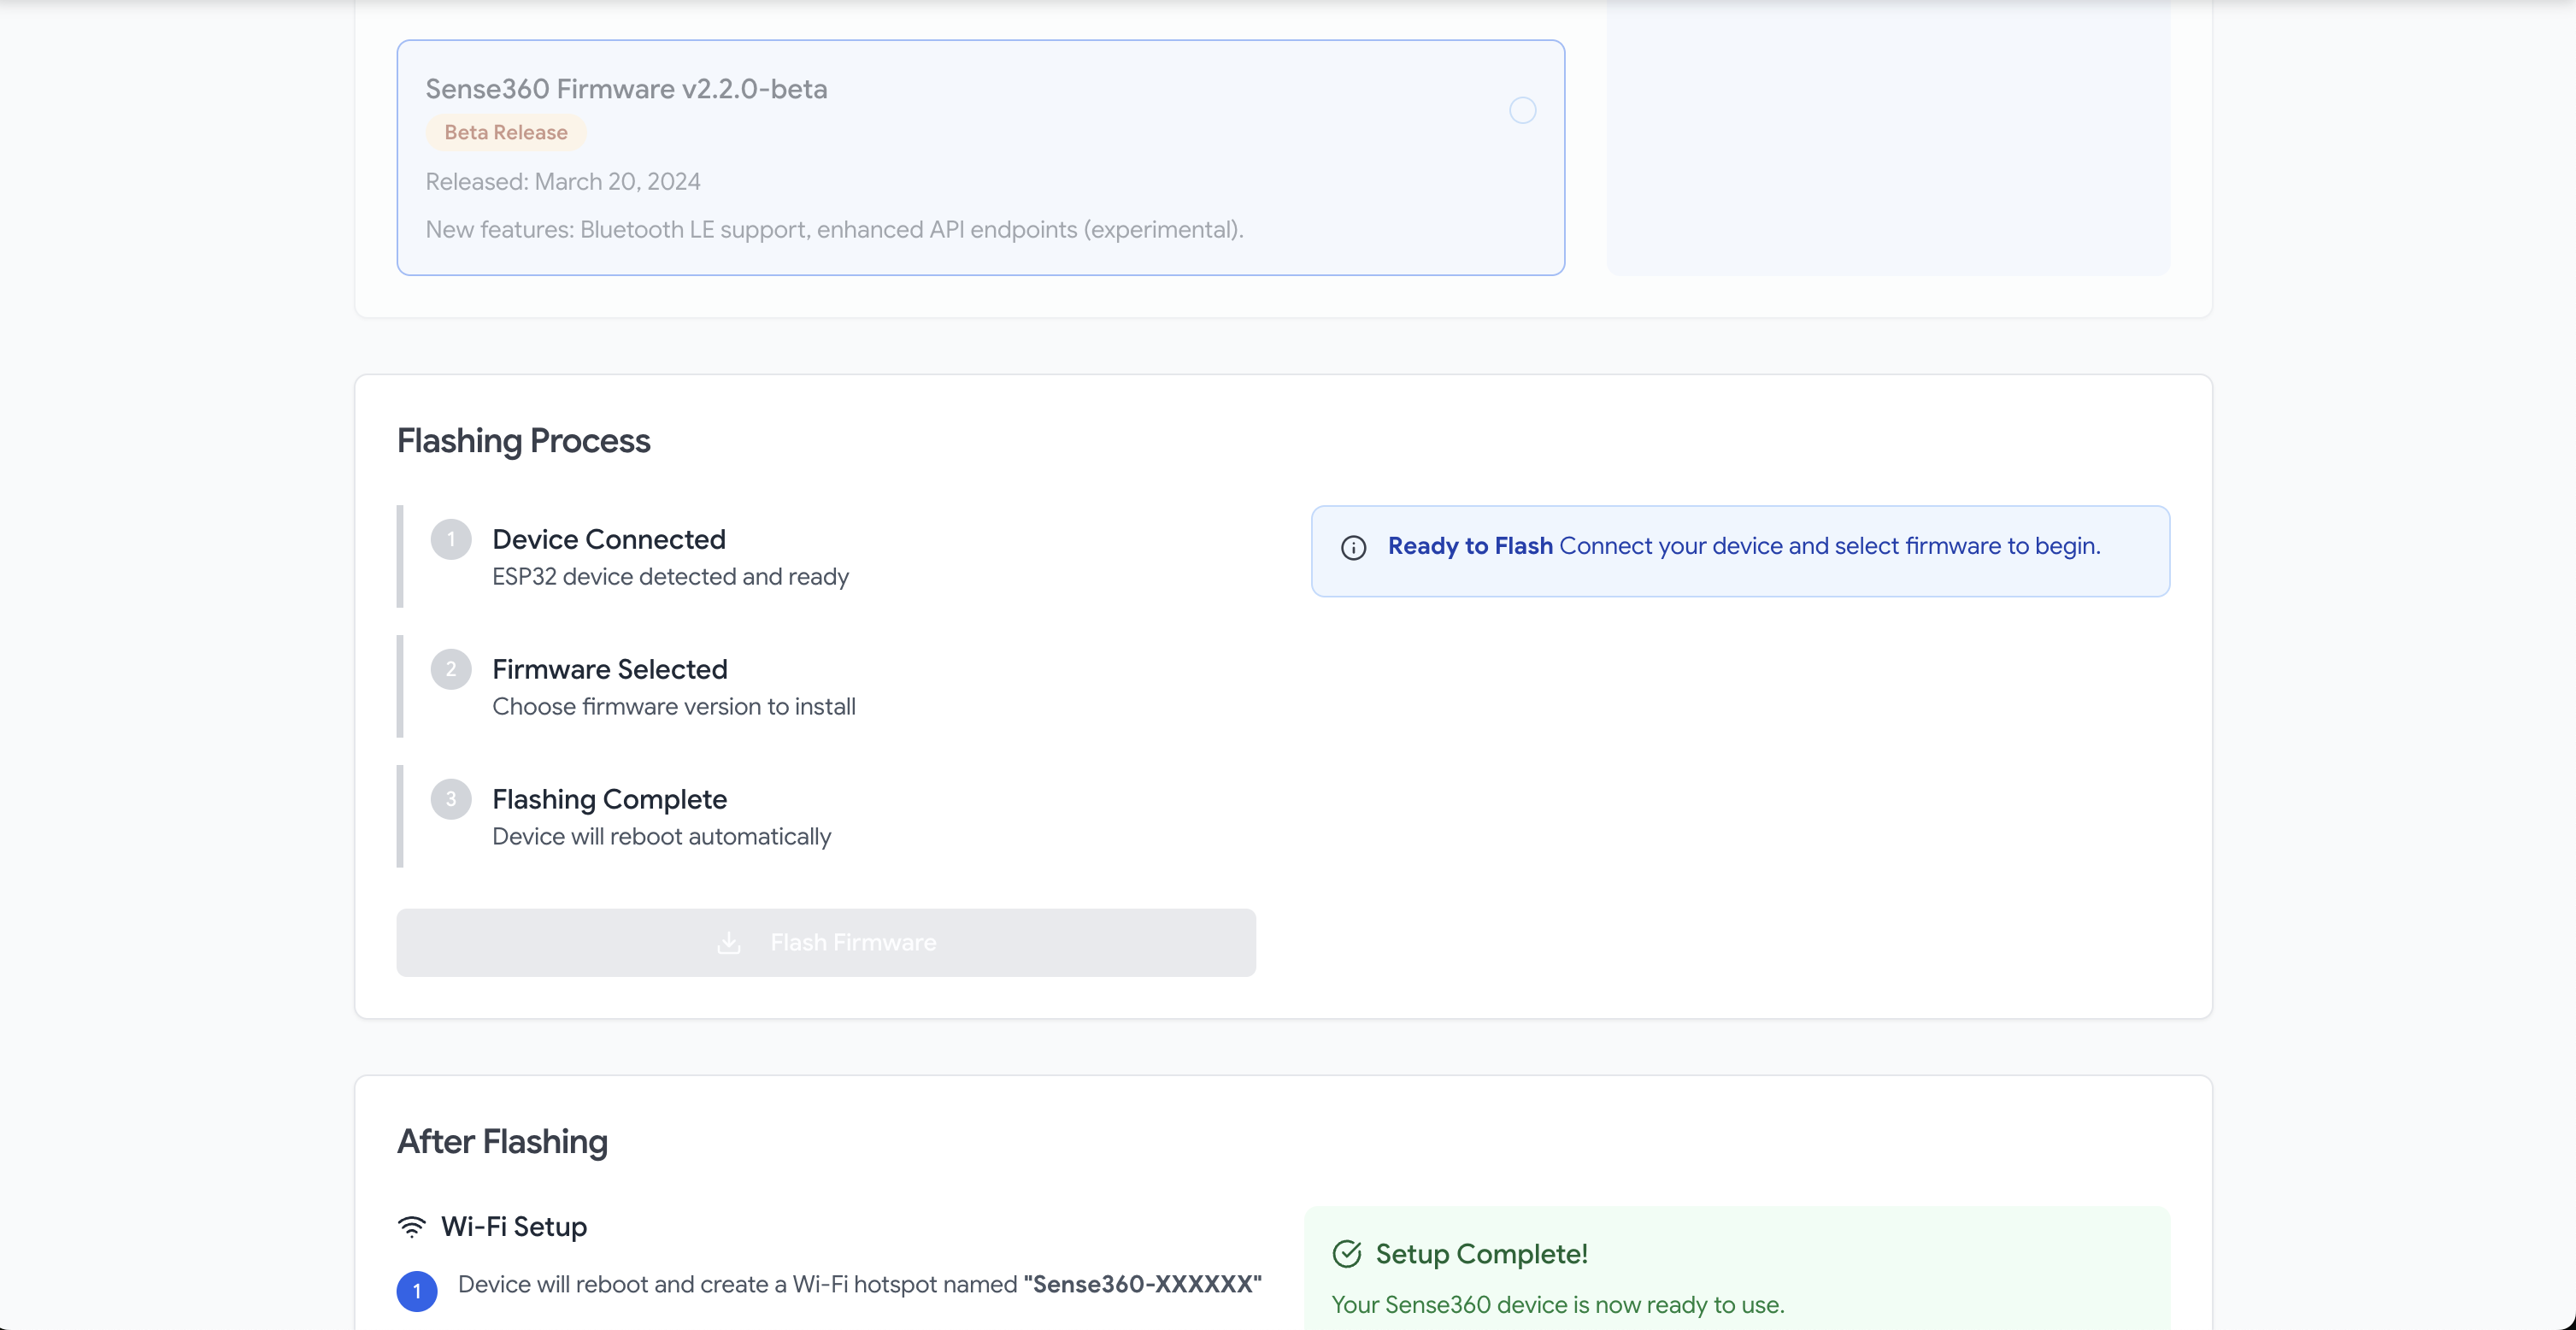 Sense360 Firmware v2.2.0-beta
Beta Release
Released: March 20, 2024
New features: Bluetooth LE support, enhanced API endpoints (experimental).
Flashing Process
1
Device Connected
ESP32 device detected and ready
Ready to Flash Connect your device and select firmware to begin.
2
Firmware Selected
Choose firmware version to install
3
Flashing Complete
Device will reboot automatically
Flash Firmware
After Flashing
Wi-Fi Setup
1 Device will reboot and create a Wi-Fi hotspot named "Sense360-XXXXXX"
Setup Complete!
Your Sense360 device is now ready to use.